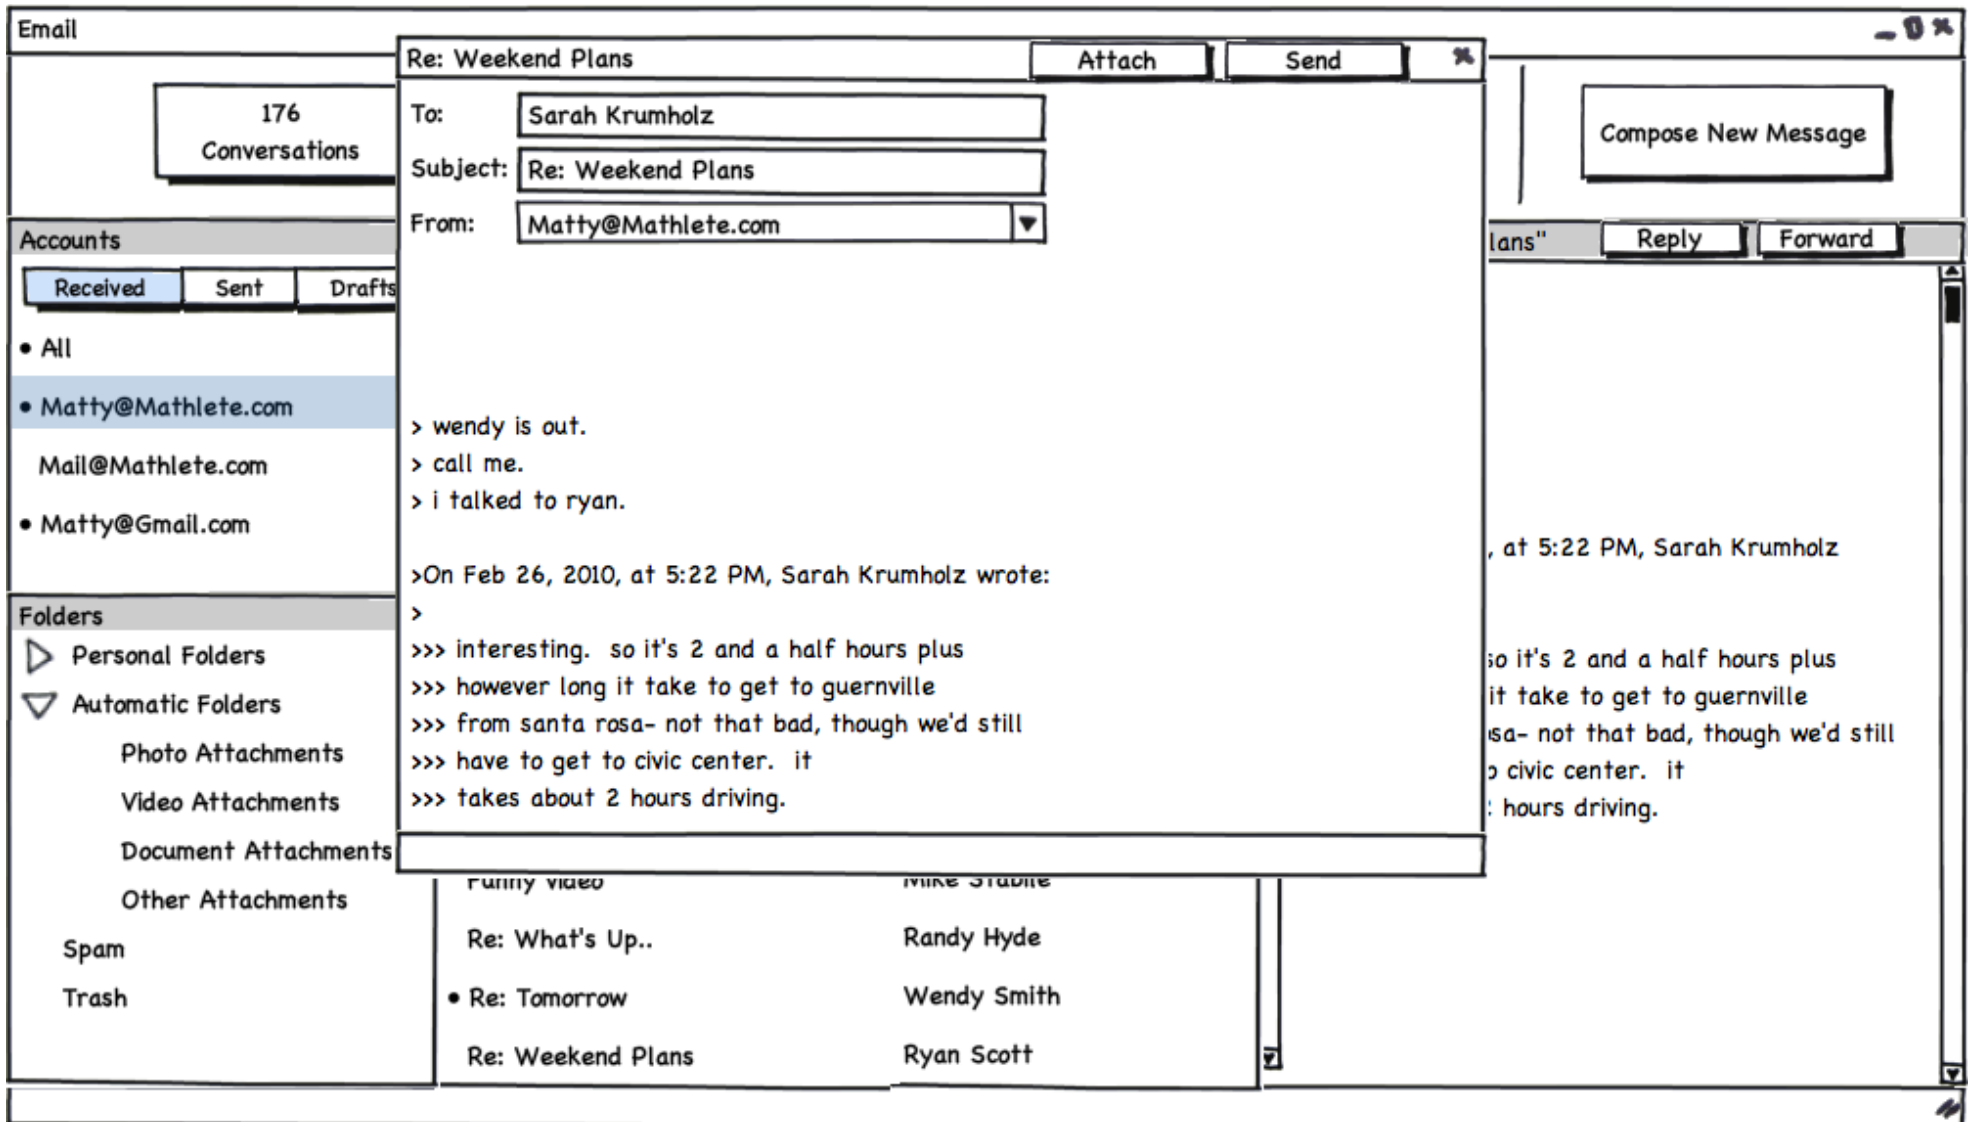 Email
Re: Weekend Plans
Attach
Send
176
Conversations
To:
Sarah Krumholz
Subject:
Re: Weekend Plans
From:
Matty@Mathlete.com
Compose New Message
Accounts
lans"
Reply
Forward
Received
Sent
Drafts
• All
• Matty@Mathlete.com
Mail@Mathlete.com
• Matty@Gmail.com
> wendy is out.
> call me.
> i talked to ryan.
>On Feb 26, 2010, at 5:22 PM, Sarah Krumholz wrote:
>
>>> interesting.  so it's 2 and a half hours plus
>>> however long it take to get to guernville
>>> from santa rosa- not that bad, though we'd still
>>> have to get to civic center.  it
>>> takes about 2 hours driving.
, at 5:22 PM, Sarah Krumholz
so it's 2 and a half hours plus
it take to get to guernville
sa- not that bad, though we'd still
civic center.  it
hours driving.
Folders
Personal Folders
Automatic Folders
Photo Attachments
Video Attachments
Document Attachments
Other Attachments
Spam
Trash
Funny Video
Mike Stabile
Re: What's Up..
Randy Hyde
• Re: Tomorrow
Wendy Smith
Re: Weekend Plans
Ryan Scott